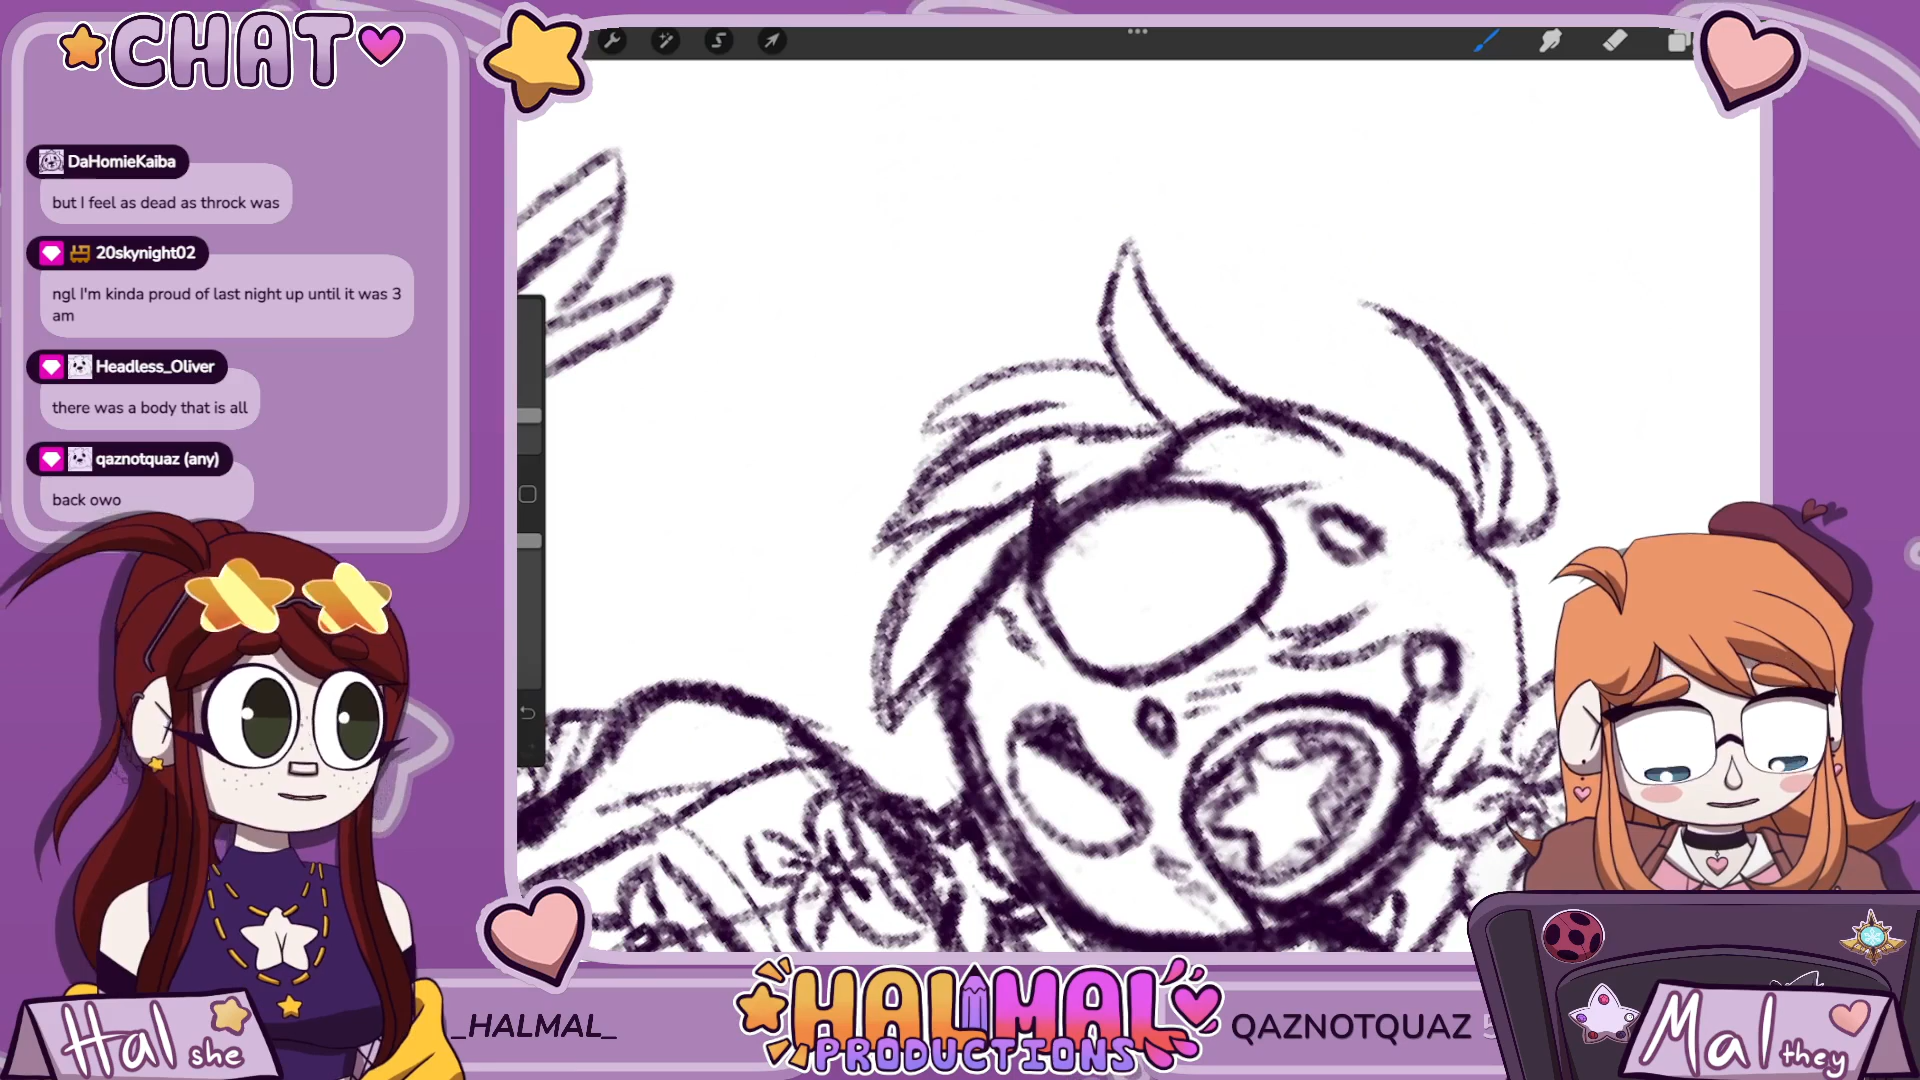 CHAT
DaHomieKaiba
but I feel as dead as throck was
20skynight02
ngl I'm kinda proud of last night up until it was 3
am
Headless_Oliver
there was a body that is all
qaznotquaz (any)
back owo
Hal she
_HALMAL_
HALMAL
PRODUCTIONS
QAZNOTQUAZ
Mal they